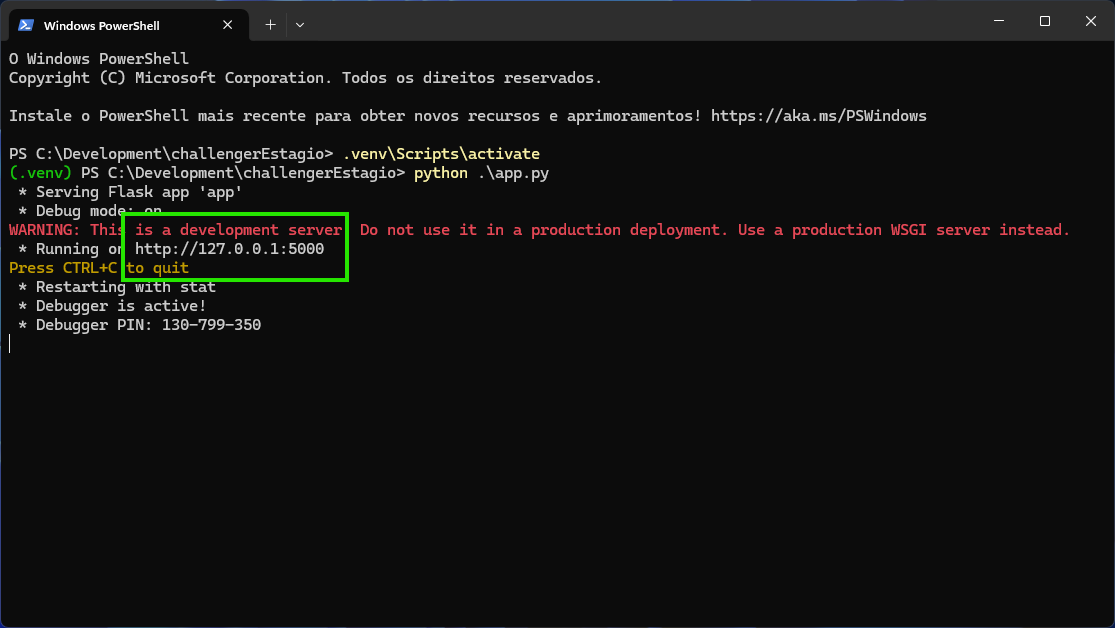 Windows PowerShell
O Windows PowerShell
Copyright (C) Microsoft Corporation. Todos os direitos reservados.
Instale o PowerShell mais recente para obter novos recursos e aprimoramentos! https://aka.ms/PSWindows
PS C:\Development\challengerEstagio> .venv\Scripts\activate
(.venv) PS C:\Development\challengerEstagio> python .\app.py
* Serving Flask app 'app'
* Debug mode: on
WARNING: This is a development server. Do not use it in a production deployment. Use a production WSGI server instead.
* Running on http://127.0.0.1:5000
Press CTRL+C to quit
* Restarting with stat
* Debugger is active!
* Debugger PIN: 130-799-350